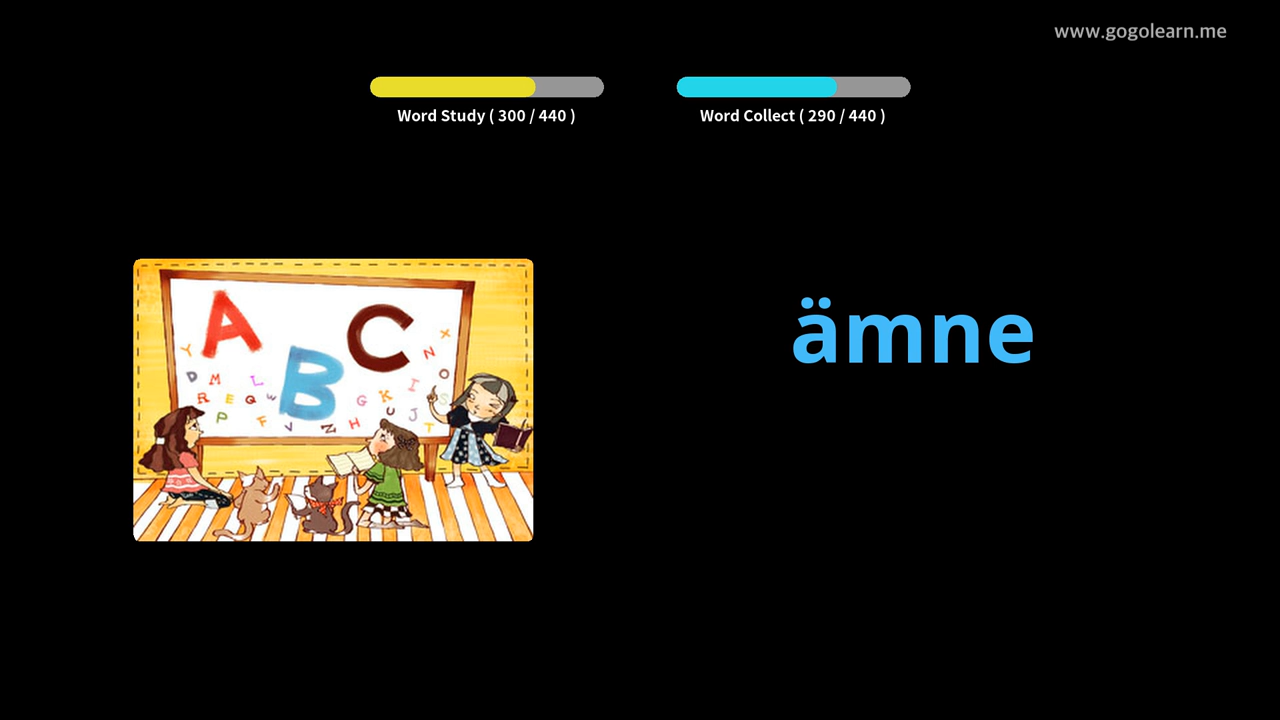 www.gogolearn.me
Word Study ( 300 / 440 )
Word Collect ( 290 / 440 )
ämne
A
B
C
X
Y
N
D M L I O
R E Q W G K S
P F V Z H U J T